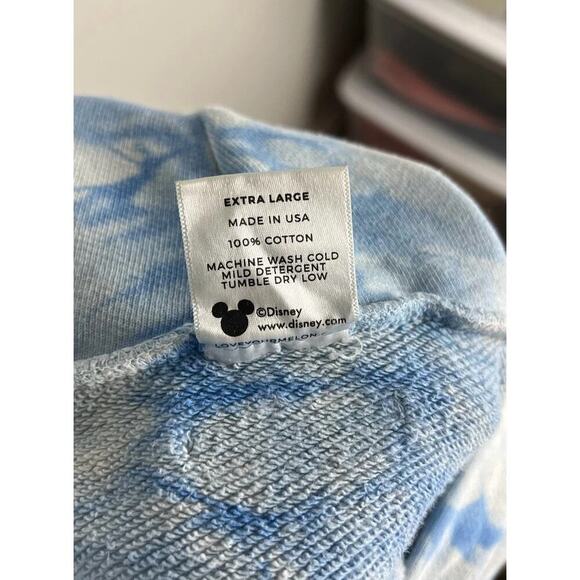 EXTRA LARGE
MADE IN USA
100% COTTON
MACHINE WASH COLD
MILD DETERGENT
TUMBLE DRY LOW
©Disney
www.disney.com
LOVEYOURMELON